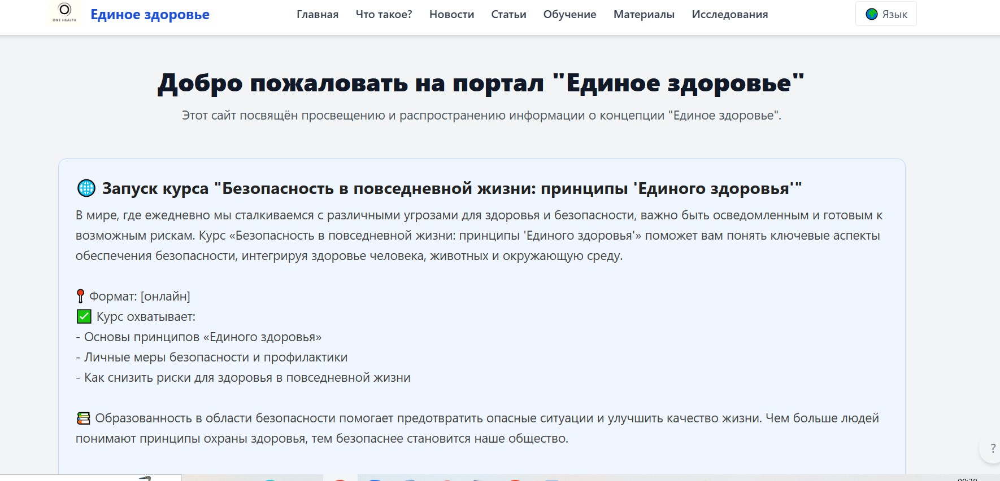 ONE HEALTH
Единое здоровье
Главная Что такое? Новости Статьи Обучение Материалы Исследования
Язык
Добро пожаловать на портал "Единое здоровье"
Этот сайт посвящён просвещению и распространению информации о концепции "Единое здоровье".
Запуск курса "Безопасность в повседневной жизни: принципы 'Единого здоровья'"
В мире, где ежедневно мы сталкиваемся с различными угрозами для здоровья и безопасности, важно быть осведомленным и готовым к
возможным рискам. Курс «Безопасность в повседневной жизни: принципы 'Единого здоровья'» поможет вам понять ключевые аспекты
обеспечения безопасности, интегрируя здоровье человека, животных и окружающую среду.
Формат: [онлайн]
Курс охватывает:
- Основы принципов «Единого здоровья»
- Личные меры безопасности и профилактики
- Как снизить риски для здоровья в повседневной жизни
Образованность в области безопасности помогает предотвратить опасные ситуации и улучшить качество жизни. Чем больше людей
понимают принципы охраны здоровья, тем безопаснее становится наше общество.
?